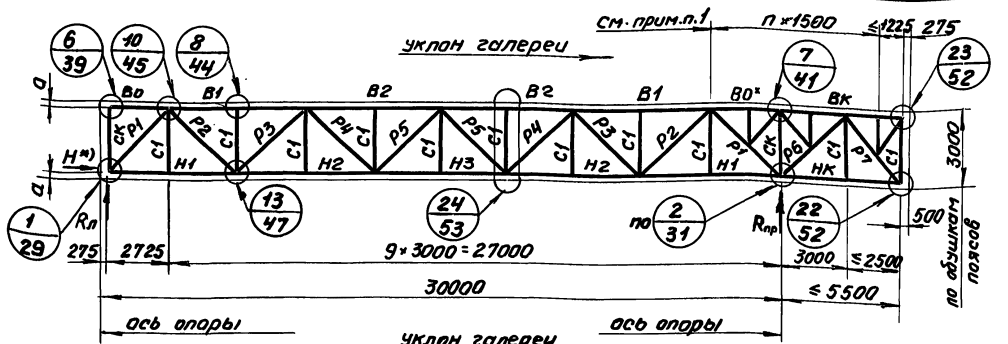 см. прим.п.1
п*1500
≤1225
275
6
39
10
45
8
44
уклон галереи
7
41
23
52
а
В0
В1
В2
В2
В1
В0*
ВК
СК
Р1
С1
Р2
С1
Р3
С1
Р4
С1
Р5
С1
Р5
С1
Р4
С1
Р3
С1
Р2
С1
Р1
СК
Р6
С1
Р7
С1
3000
Н*)
а
Н1
Н2
Н3
Н2
Н1
НК
1
29
Rл
13
47
24
53
по
2
31
Rпр
22
52
500
по обушкам
поясов
275
2725
9*3000=27000
3000
≤2500
30000
≤5500
ось опоры
ось опоры
уклон галереи